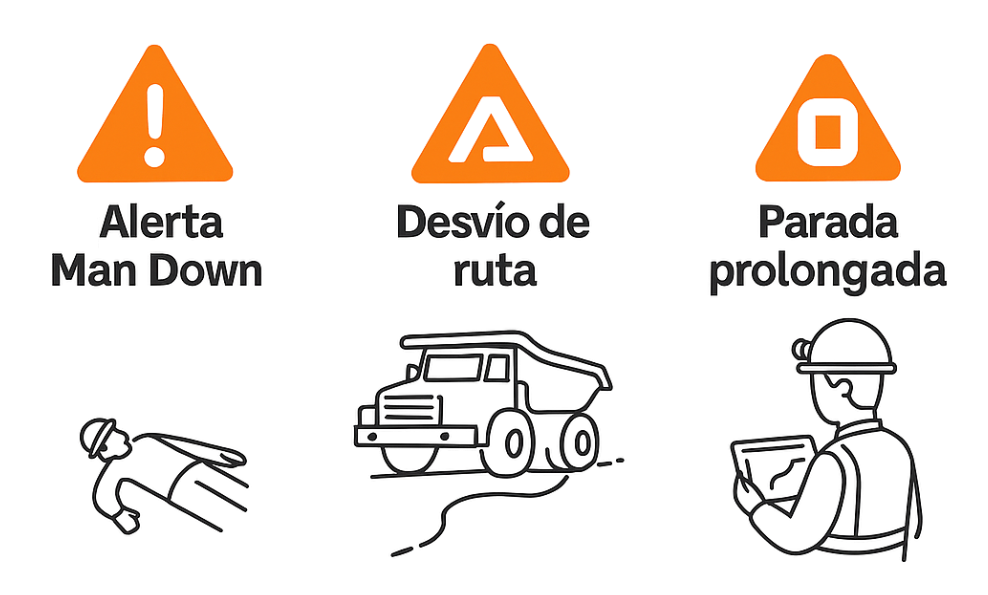 !
Alerta
Man Down
Desvío de
ruta
Parada
prolongada